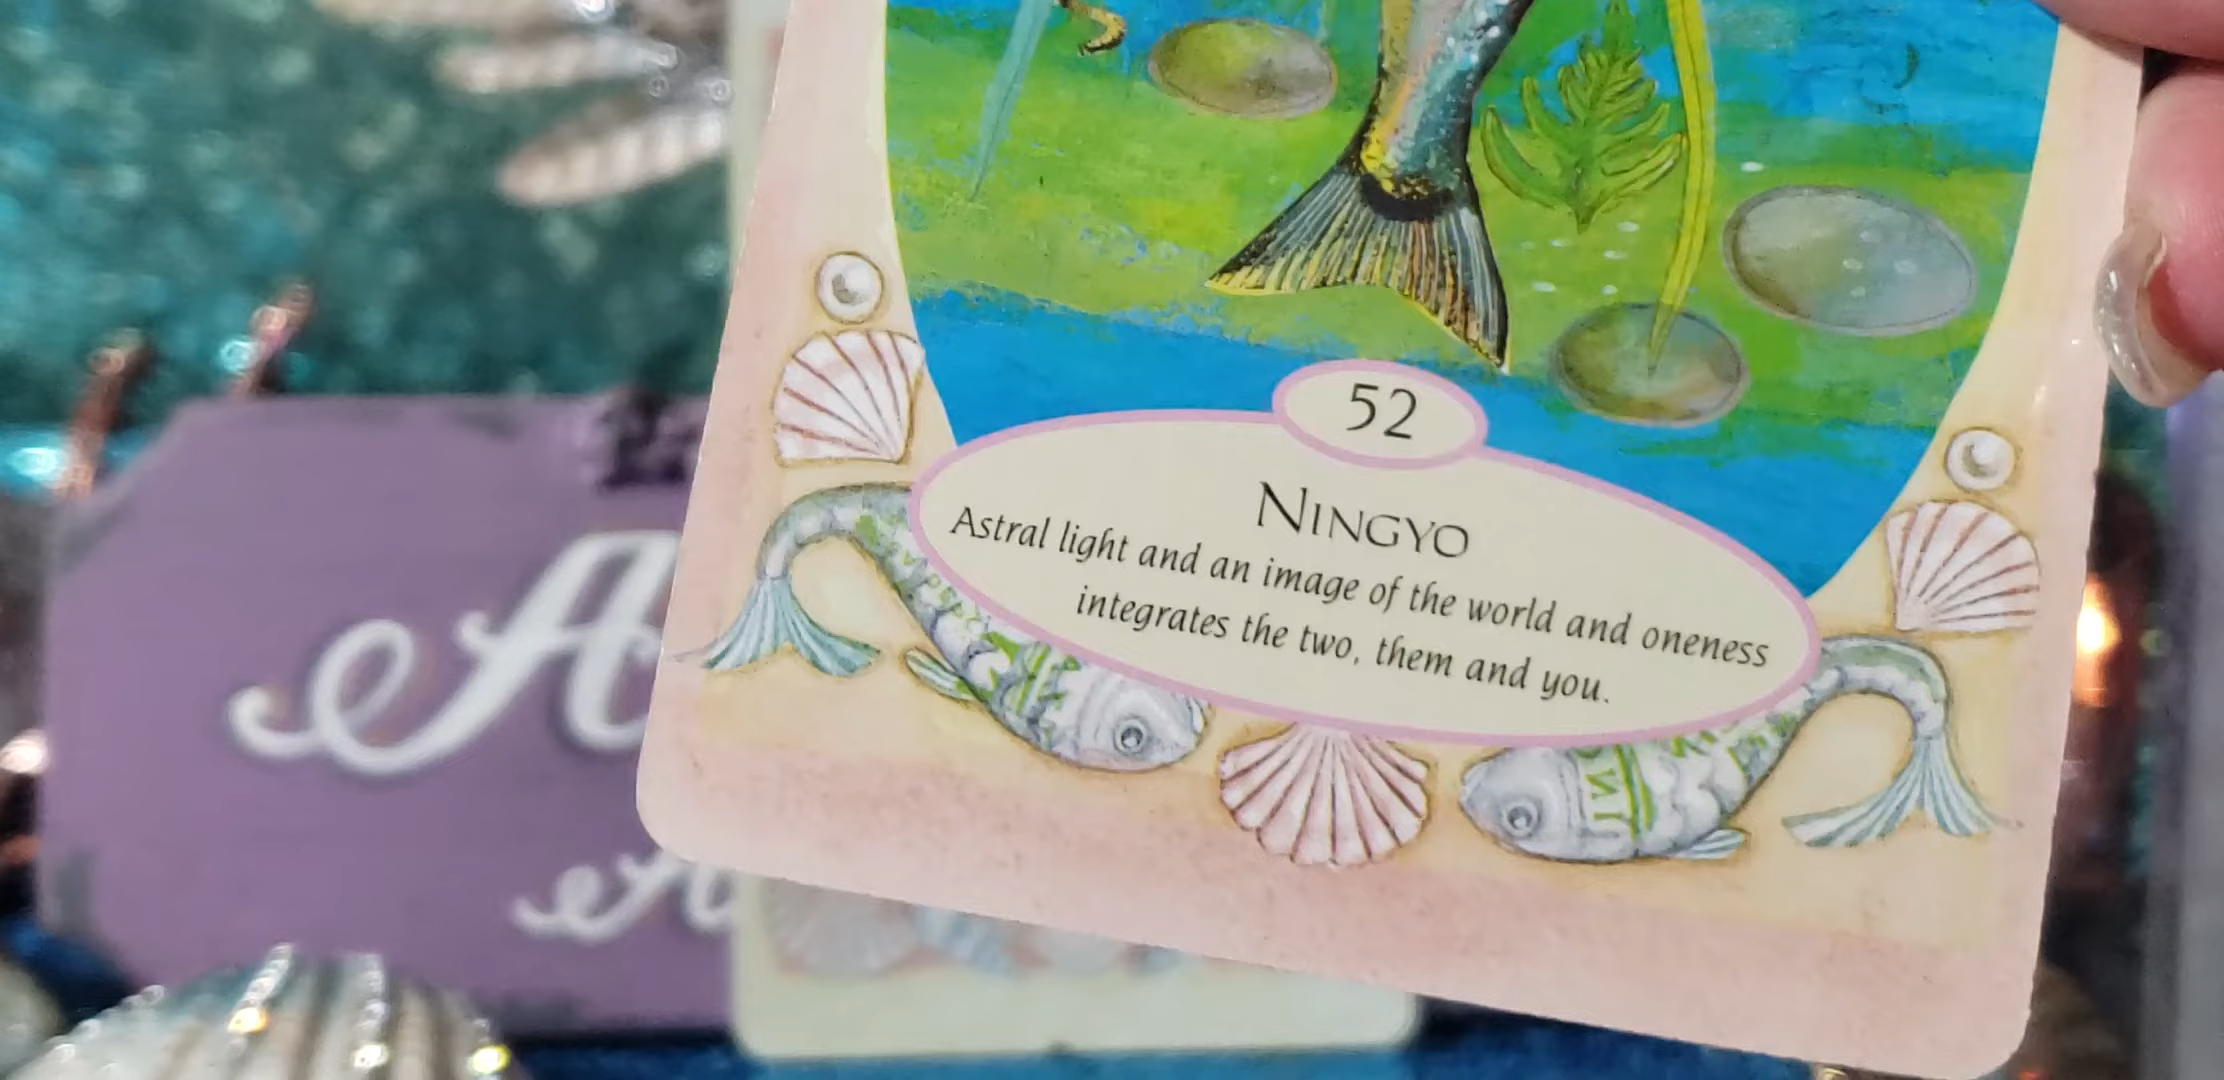 52
NINGYO
Astral light and an image of the world and oneness
integrates the two, them and you.
A
A